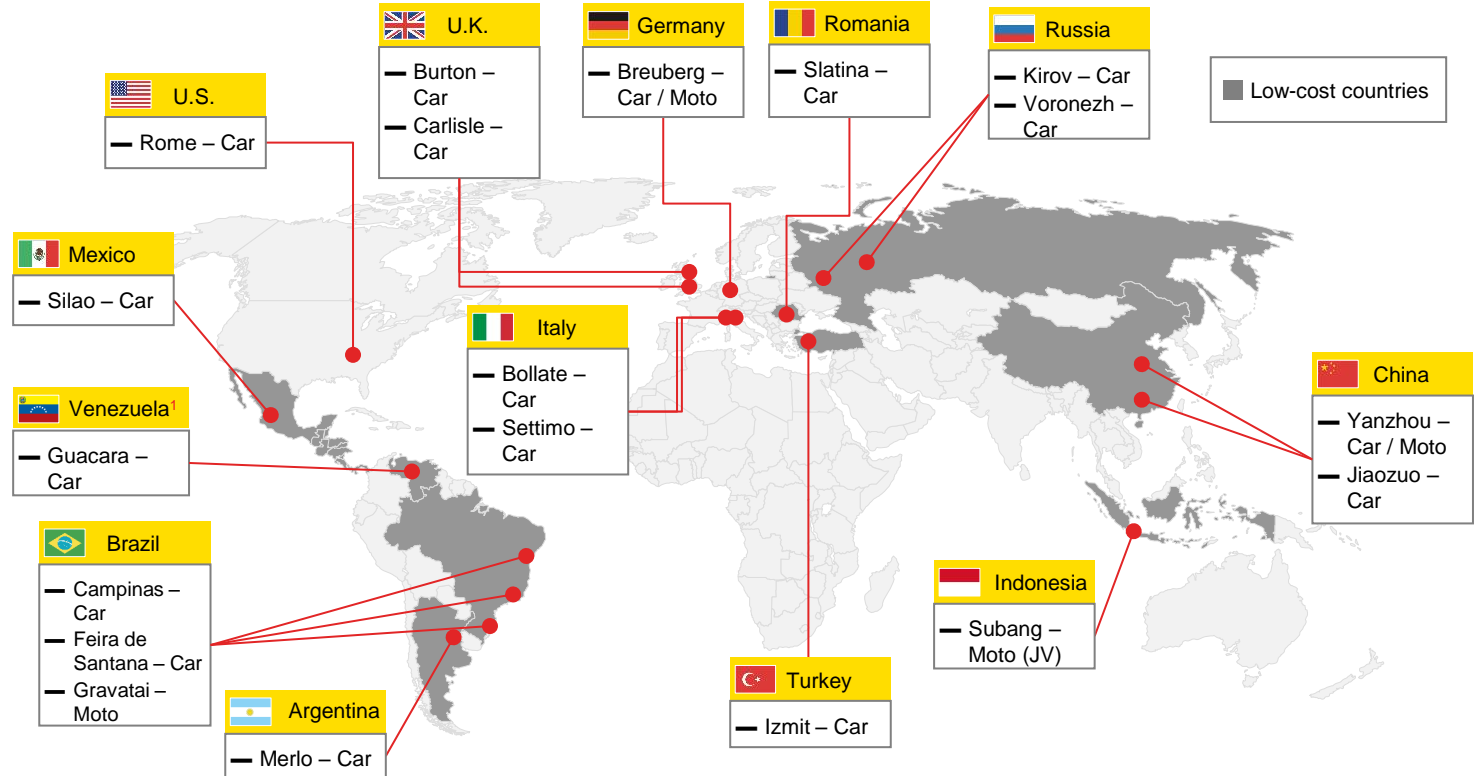 U.K.
— Burton –
Car
— Carlisle –
Car
Germany
— Breuberg –
Car / Moto
Romania
— Slatina –
Car
Russia
— Kirov – Car
— Voronezh –
Car
Low-cost countries
U.S.
— Rome – Car
Mexico
— Silao – Car
Italy
— Bollate –
Car
— Settimo –
Car
Venezuela¹
— Guacara –
Car
China
— Yanzhou –
Car / Moto
— Jiaozuo –
Car
Brazil
— Campinas –
Car
— Feira de
Santana – Car
— Gravatai –
Moto
Indonesia
— Subang –
Moto (JV)
Argentina
— Merlo – Car
Turkey
— Izmit – Car